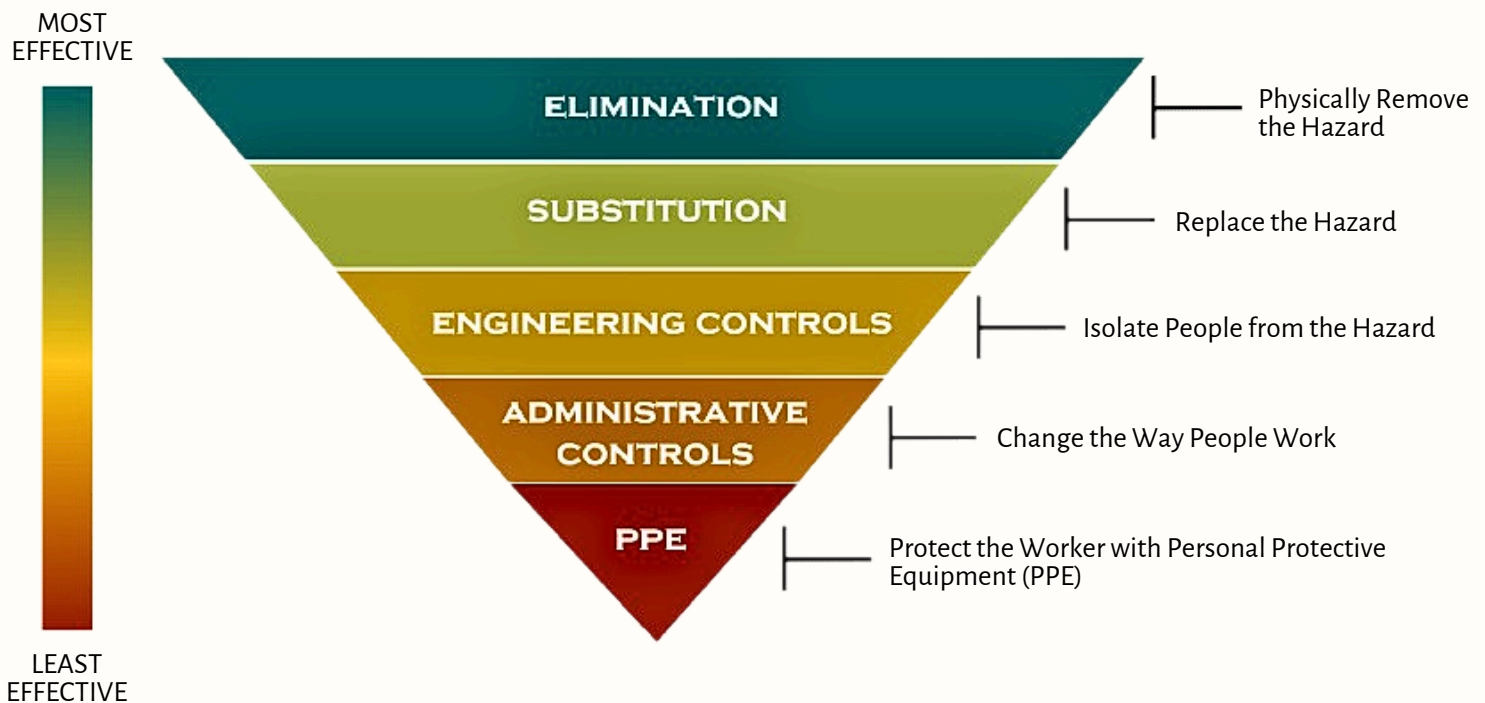 MOST
EFFECTIVE
ELIMINATION
Physically Remove
the Hazard
SUBSTITUTION
Replace the Hazard
ENGINEERING CONTROLS
Isolate People from the Hazard
ADMINISTRATIVE
CONTROLS
Change the Way People Work
PPE
Protect the Worker with Personal Protective
Equipment (PPE)
LEAST
EFFECTIVE